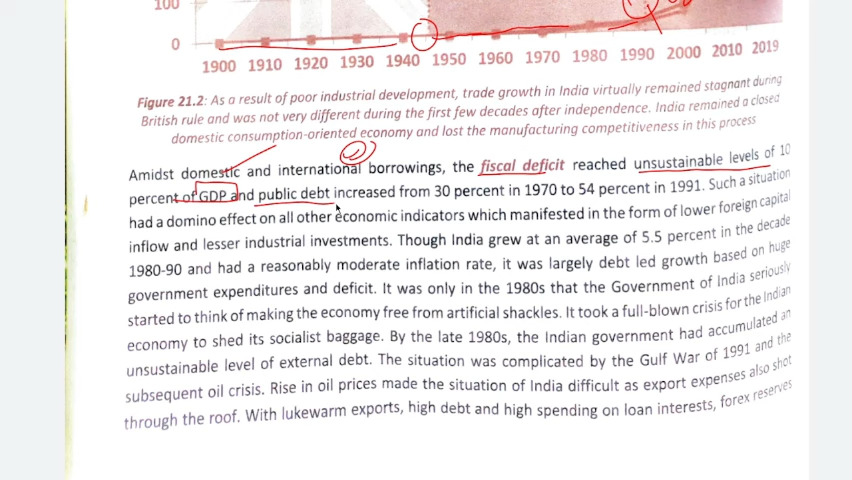 100
0
1900 1910 1920 1930 1940 1950 1960 1970 1980 1990 2000 2010 2019
Figure 21.2: As a result of poor industrial development, trade growth in India virtually remained stagnant during
British rule and was not very different during the first few decades after independence. India remained a closed
domestic consumption-oriented economy and lost the manufacturing competitiveness in this process
Amidst domestic and international borrowings, the fiscal deficit reached unsustainable levels of 10
percent of GDP and public debt increased from 30 percent in 1970 to 54 percent in 1991. Such a situation
had a domino effect on all other economic indicators which manifested in the form of lower foreign capital
inflow and lesser industrial investments. Though India grew at an average of 5.5 percent in the decade
1980-90 and had a reasonably moderate inflation rate, it was largely debt led growth based on huge
government expenditures and deficit. It was only in the 1980s that the Government of India seriously
started to think of making the economy free from artificial shackles. It took a full-blown crisis for the Indian
economy to shed its socialist baggage. By the late 1980s, the Indian government had accumulated an
unsustainable level of external debt. The situation was complicated by the Gulf War of 1991 and the
subsequent oil crisis. Rise in oil prices made the situation of India difficult as export expenses also shot
through the roof. With lukewarm exports, high debt and high spending on loan interests, forex reserves